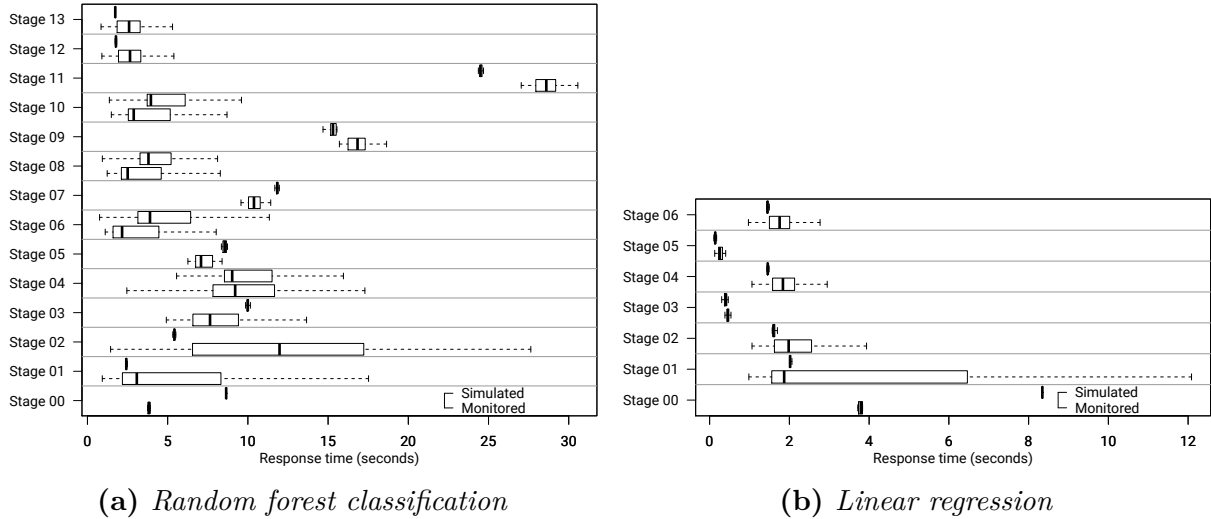 Stage 13
Stage 12
Stage 11
Stage 10
Stage 09
Stage 08
Stage 07
Stage 06
Stage 05
Stage 04
Stage 03
Stage 02
Stage 01
Stage 00
Simulated
Monitored
0 5 10 15 20 25 30
Response time (seconds)
(a) Random forest classification
Stage 06
Stage 05
Stage 04
Stage 03
Stage 02
Stage 01
Stage 00
Simulated
Monitored
0 2 4 6 8 10 12
Response time (seconds)
(b) Linear regression